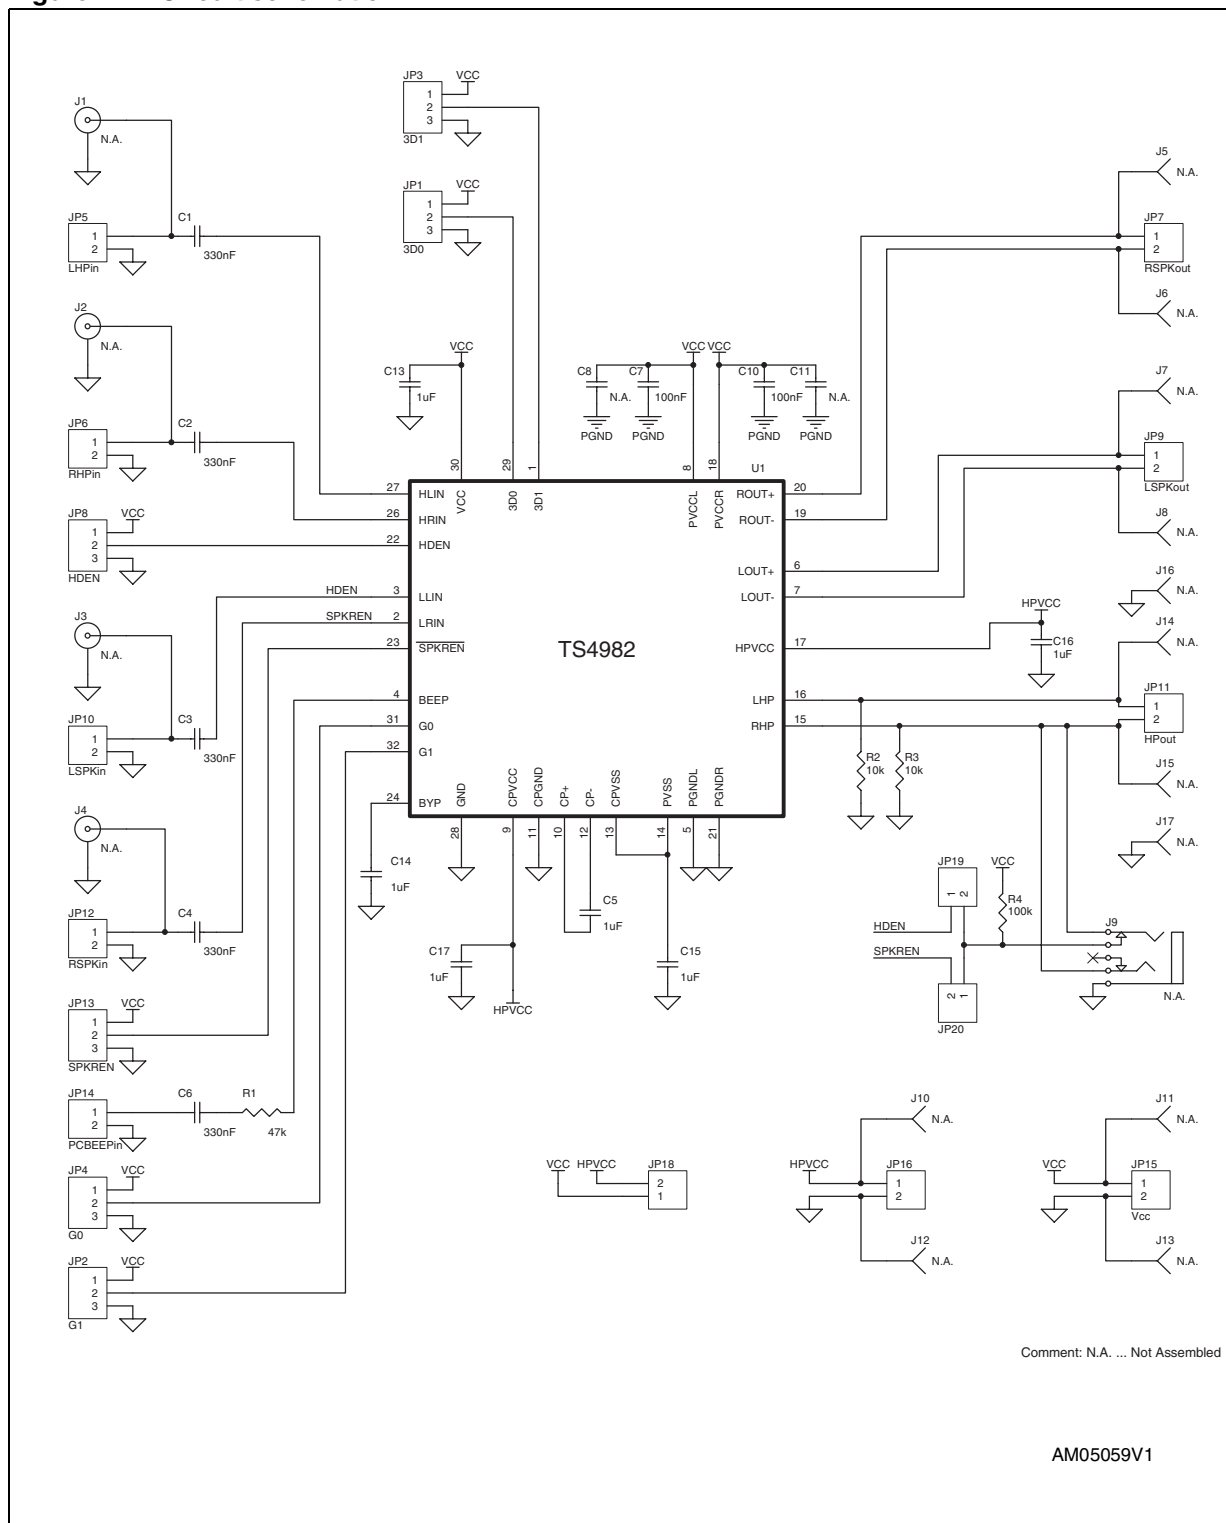 JP3
VCC
1
2
3
3D1
J1
N.A.
JP1
VCC
1
2
3
3D0
JP5
1
2
LHPin
C1
330nF
J2
N.A.
JP6
1
2
RHPin
C2
330nF
JP8
VCC
1
2
3
HDEN
J3
N.A.
JP10
1
2
LSPKin
C3
330nF
J4
N.A.
JP12
1
2
RSPKin
C4
330nF
JP13
VCC
1
2
3
SPKREN
JP14
1
2
PCBEEPin
C6
330nF
R1
47k
JP4
VCC
1
2
3
G0
JP2
VCC
1
2
3
G1
VCC
C13
1uF
VCC
VCC
C8
N.A.
PGND
C7
100nF
PGND
C10
100nF
PGND
C11
N.A.
PGND
U1
30
29
1
8
18
VCC
3D0
3D1
PVCCL
PVCCR
27
HLIN
26
HRIN
22
HDEN
HDEN
3
LLIN
SPKREN
2
LRIN
23
SPKREN
4
BEEP
31
G0
32
G1
24
BYP
TS4982
ROUT+
20
ROUT-
19
LOUT+
6
LOUT-
7
HPVCC
17
LHP
16
RHP
15
GND
CPVCC
CPGND
CP+
CP-
CPVSS
PVSS
PGNDL
PGNDR
28
9
11
10
12
13
14
5
21
C14
1uF
C5
1uF
C17
1uF
HPVCC
C15
1uF
J5
N.A.
JP7
1
2
RSPKout
J6
N.A.
J7
N.A.
JP9
1
2
LSPKout
J8
N.A.
J16
N.A.
HPVCC
C16
1uF
J14
N.A.
JP11
1
2
HPout
R2
10k
R3
10k
J15
N.A.
J17
N.A.
JP19
1
2
VCC
R4
100k
HDEN
SPKREN
2
1
JP20
J9
N.A.
VCC
HPVCC
JP18
2
1
J10
N.A.
HPVCC
JP16
1
2
J12
N.A.
J11
N.A.
VCC
JP15
1
2
Vcc
J13
N.A.
Comment: N.A. ... Not Assembled
AM05059V1